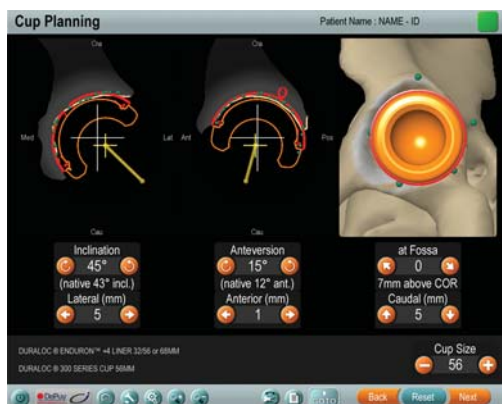 Cup Planning
Patient Name : NAME - ID
Cra
Cra
Med
Lat
Ant
Pos
Cau
Cau
Inclination
45°
(native 43° incl.)
Lateral (mm)
5
Anteversion
15°
(native 12° ant.)
Anterior (mm)
1
at Fossa
0
7mm above COR
Caudal (mm)
5
DURALOC ® ENDURON™ +4 LINER 32/56 or 68MM
DURALOC ® 300 SERIES CUP 56MM
Cup Size
56
DePuy
GOTO
Back
Reset
Next